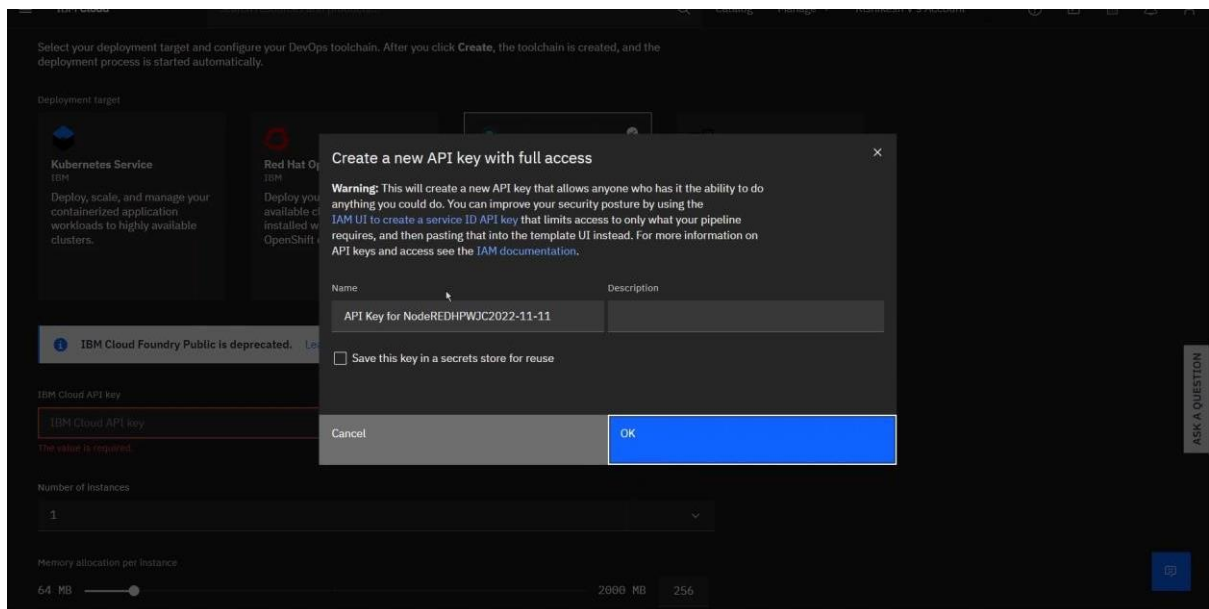 IBM Cloud
Catalog Manage
Select your deployment target and configure your DevOps toolchain. After you click Create, the toolchain is created, and the
deployment process is started automatically.
Deployment target
Kubernetes Service
IBM
Deploy, scale, and manage your
containerized application
workloads to highly available
clusters.
Red Hat Op
IBM
Deploy you
available cl
installed w
OpenShift
Create a new API key with full access
Warning: This will create a new API key that allows anyone who has it the ability to do
anything you could do. You can improve your security posture by using the
IAM UI to create a service ID API key that limits access to only what your pipeline
requires, and then pasting that into the template UI instead. For more information on
API keys and access see the IAM documentation.
Name
Description
API Key for NodeREDHPWJC2022-11-11
Save this key in a secrets store for reuse
Cancel
OK
IBM Cloud Foundry Public is deprecated. Le
IBM Cloud API key
IBM Cloud API key
The value is required.
Number of instances
1
Memory allocation per instance
64 MB
2000 MB
256
ASK A QUESTION